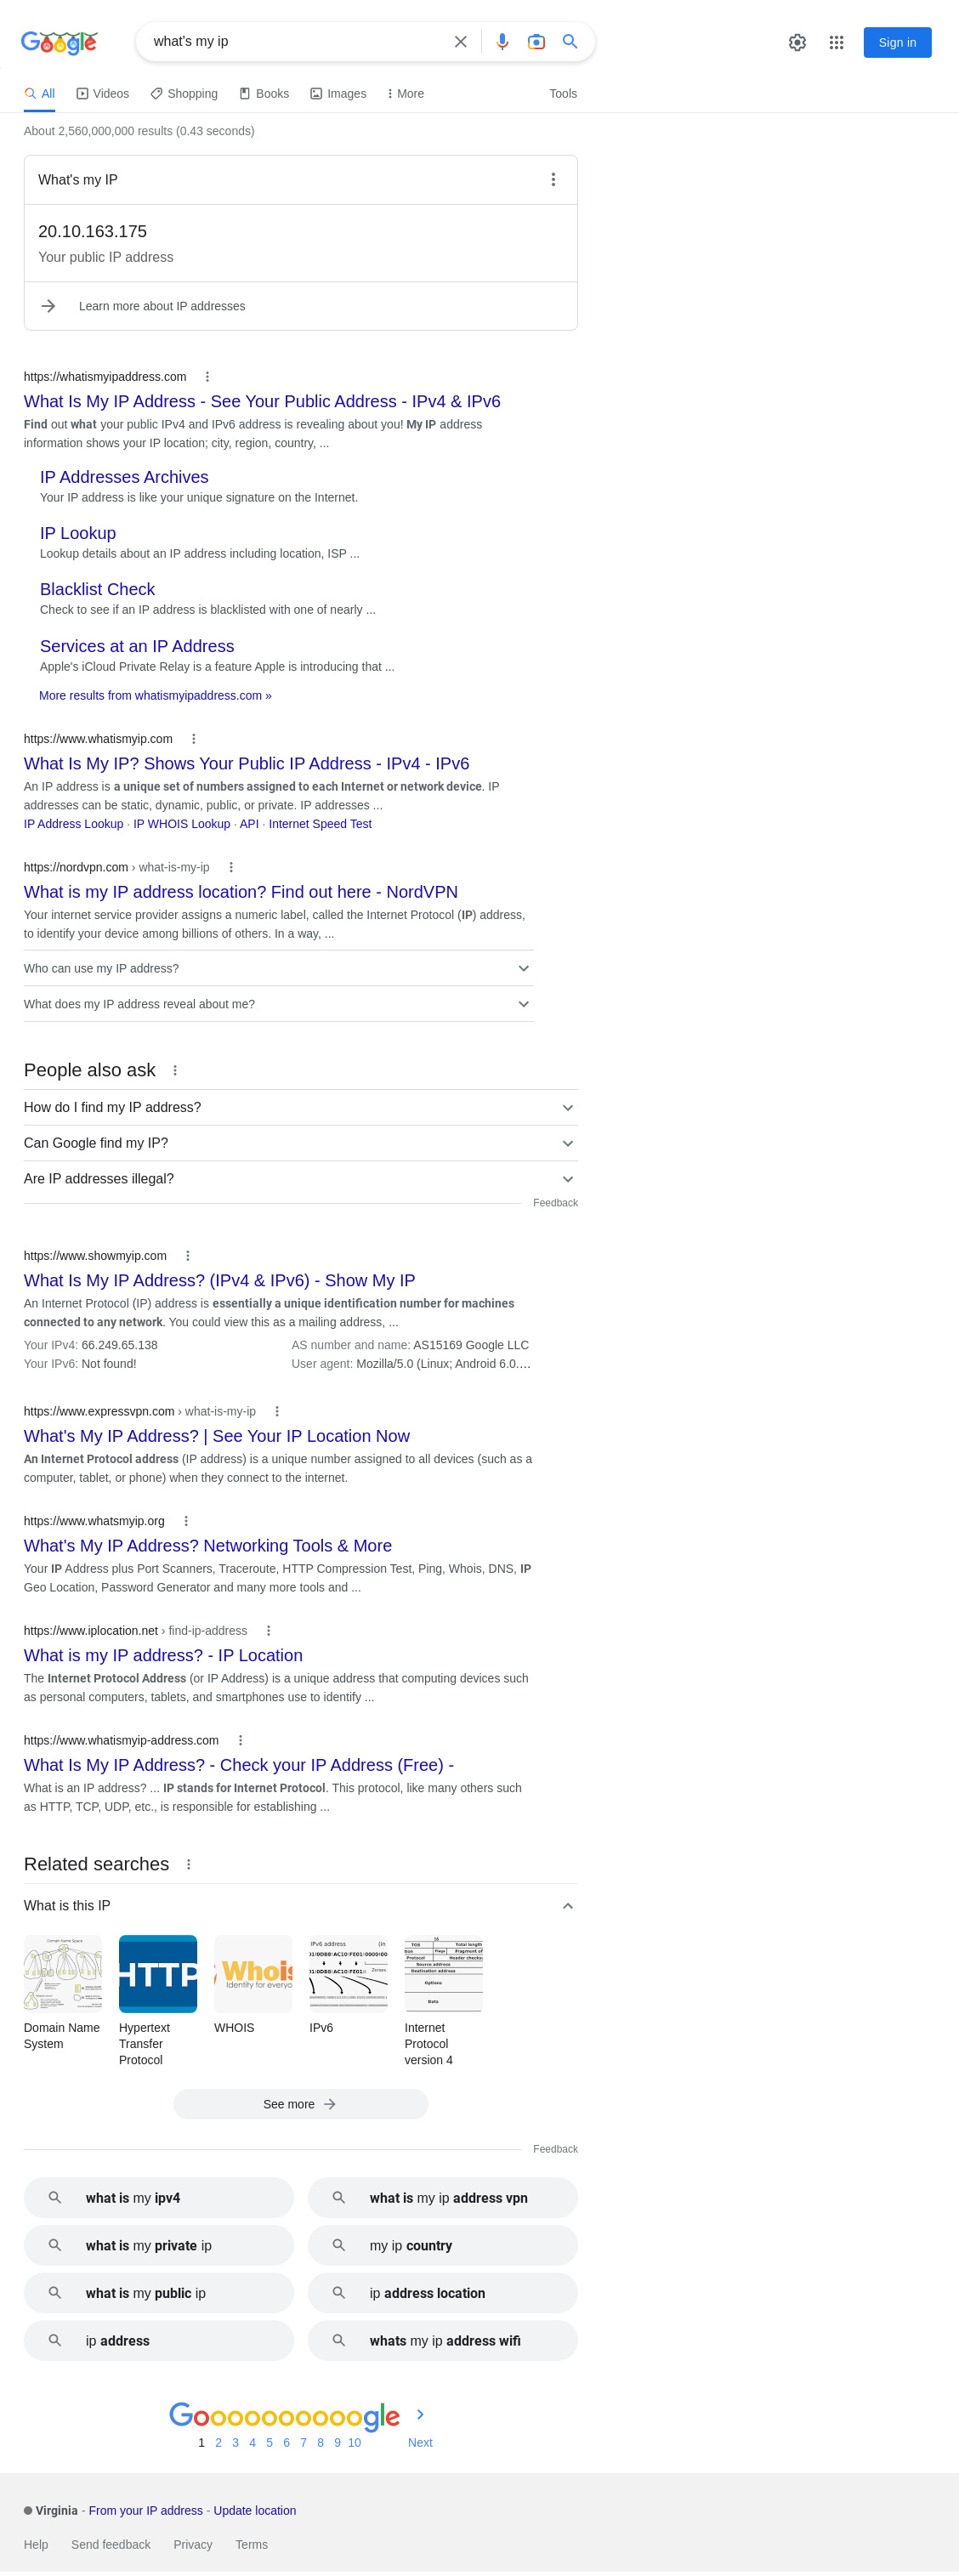 Google
what's my ip
Sign in
All
Videos
Shopping
Books
Images
More
Tools
About 2,560,000,000 results (0.43 seconds)
What's my IP
20.10.163.175
Your public IP address
Learn more about IP addresses
https://whatismyipaddress.com
What Is My IP Address - See Your Public Address - IPv4 & IPv6
Find out what your public IPv4 and IPv6 address is revealing about you! My IP address
information shows your IP location; city, region, country, ...
IP Addresses Archives
Your IP address is like your unique signature on the Internet.
IP Lookup
Lookup details about an IP address including location, ISP ...
Blacklist Check
Check to see if an IP address is blacklisted with one of nearly ...
Services at an IP Address
Apple's iCloud Private Relay is a feature Apple is introducing that ...
More results from whatismyipaddress.com »
https://www.whatismyip.com
What Is My IP? Shows Your Public IP Address - IPv4 - IPv6
An IP address is a unique set of numbers assigned to each Internet or network device. IP
addresses can be static, dynamic, public, or private. IP addresses ...
IP Address Lookup · IP WHOIS Lookup · API · Internet Speed Test
https://nordvpn.com › what-is-my-ip
What is my IP address location? Find out here - NordVPN
Your internet service provider assigns a numeric label, called the Internet Protocol (IP) address,
to identify your device among billions of others. In a way, ...
Who can use my IP address?
What does my IP address reveal about me?
People also ask
How do I find my IP address?
Can Google find my IP?
Are IP addresses illegal?
Feedback
https://www.showmyip.com
What Is My IP Address? (IPv4 & IPv6) - Show My IP
An Internet Protocol (IP) address is essentially a unique identification number for machines
connected to any network. You could view this as a mailing address, ...
Your IPv4: 66.249.65.138
AS number and name: AS15169 Google LLC
Your IPv6: Not found!
User agent: Mozilla/5.0 (Linux; Android 6.0....
https://www.expressvpn.com › what-is-my-ip
What's My IP Address? | See Your IP Location Now
An Internet Protocol address (IP address) is a unique number assigned to all devices (such as a
computer, tablet, or phone) when they connect to the internet.
https://www.whatsmyip.org
What's My IP Address? Networking Tools & More
Your IP Address plus Port Scanners, Traceroute, HTTP Compression Test, Ping, Whois, DNS, IP
Geo Location, Password Generator and many more tools and ...
https://www.iplocation.net › find-ip-address
What is my IP address? - IP Location
The Internet Protocol Address (or IP Address) is a unique address that computing devices such
as personal computers, tablets, and smartphones use to identify ...
https://www.whatismyip-address.com
What Is My IP Address? - Check your IP Address (Free) -
What is an IP address? ... IP stands for Internet Protocol. This protocol, like many others such
as HTTP, TCP, UDP, etc., is responsible for establishing ...
Related searches
What is this IP
Domain Name Space
HTTP
Whois
Identity for everyo
IPv6 address (in
Zeroes
16
TOS
Total length
Flags
Fragment of
Protocol
Header checks
Source address
Destination address
Options
Data
Domain Name
System
Hypertext
Transfer
Protocol
WHOIS
IPv6
Internet
Protocol
version 4
See more
Feedback
what is my ipv4
what is my ip address vpn
what is my private ip
my ip country
what is my public ip
ip address location
ip address
whats my ip address wifi
Goooooooooogle
1 2 3 4 5 6 7 8 9 10 Next
Virginia - From your IP address - Update location
Help
Send feedback
Privacy
Terms